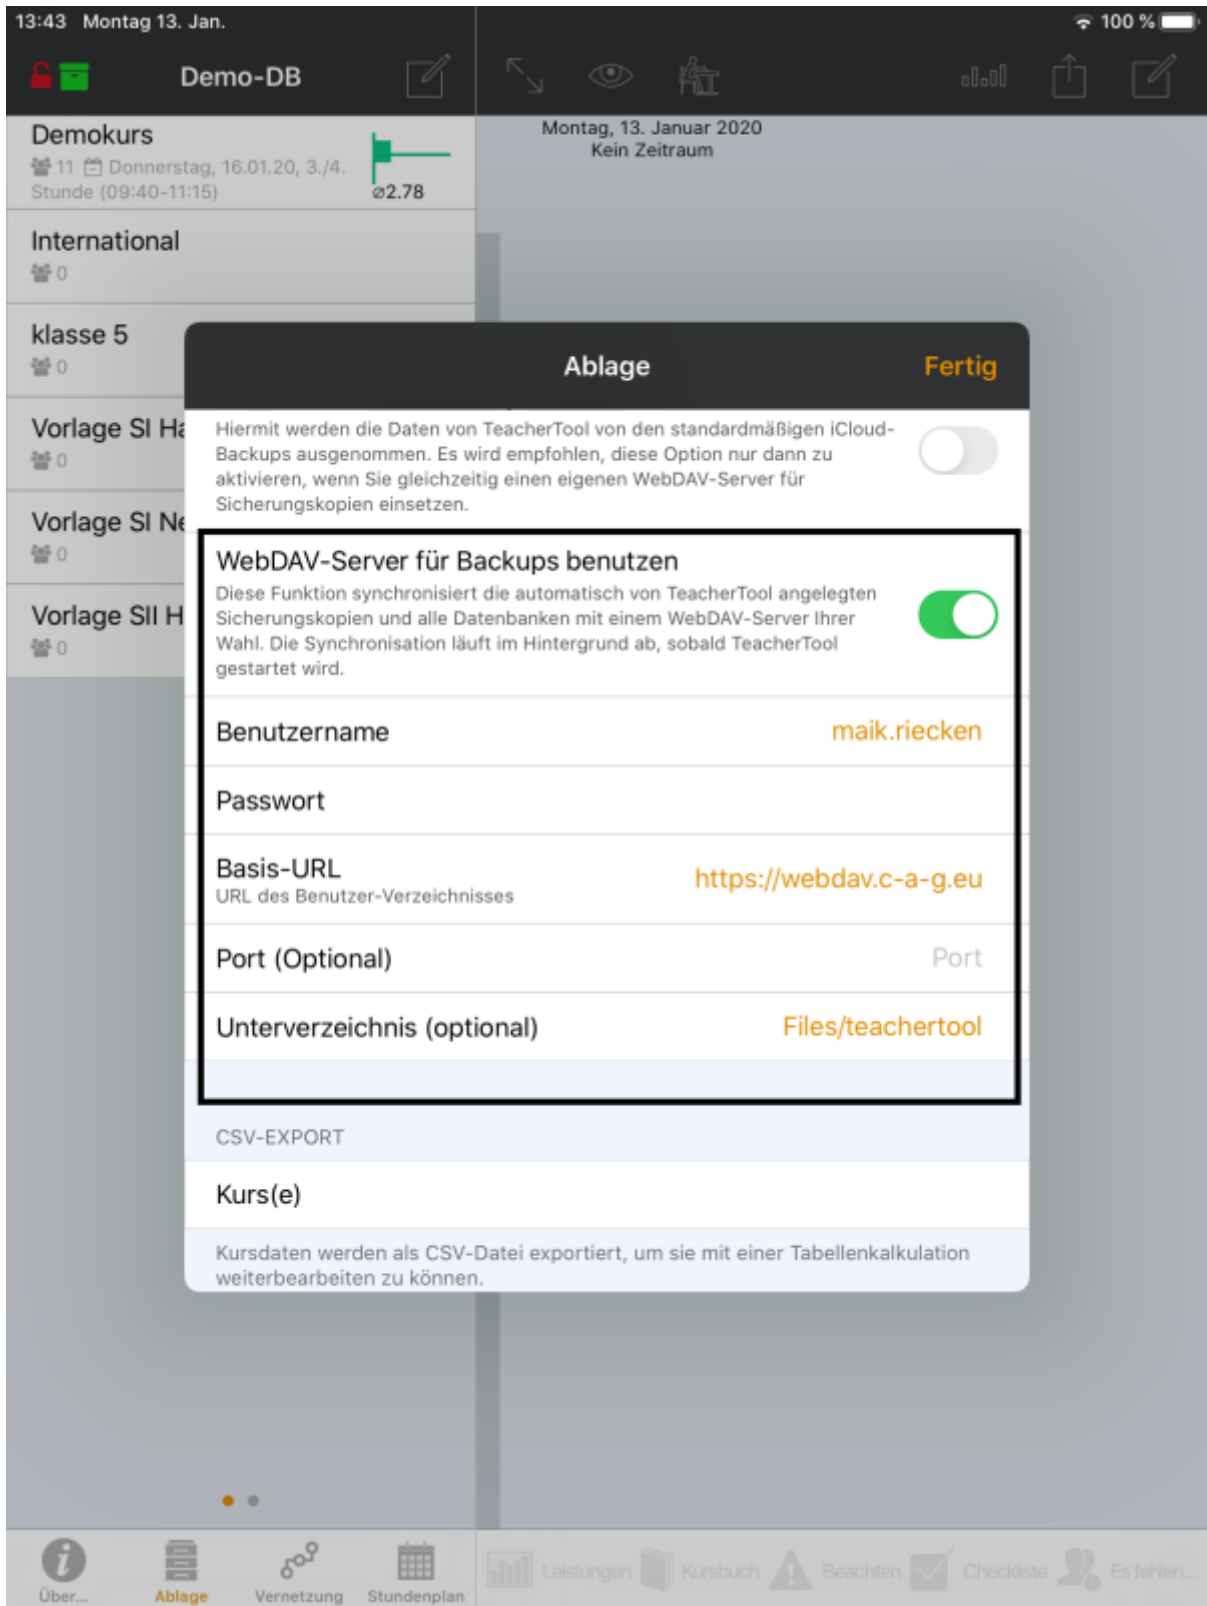 13:43 Montag 13. Jan.
100 %
Demo-DB
Demokurs
11 Donnerstag, 16.01.20, 3./4.
Stunde (09:40-11:15)
⌀2.78
International
0
klasse 5
0
Vorlage SI Ha
0
Vorlage SI Ne
0
Vorlage SII H
0
Montag, 13. Januar 2020
Kein Zeitraum
Ablage
Fertig
Hiermit werden die Daten von TeacherTool von den standardmäßigen iCloud-
Backups ausgenommen. Es wird empfohlen, diese Option nur dann zu
aktivieren, wenn Sie gleichzeitig einen eigenen WebDAV-Server für
Sicherungskopien einsetzen.
WebDAV-Server für Backups benutzen
Diese Funktion synchronisiert die automatisch von TeacherTool angelegten
Sicherungskopien und alle Datenbanken mit einem WebDAV-Server Ihrer
Wahl. Die Synchronisation läuft im Hintergrund ab, sobald TeacherTool
gestartet wird.
Benutzername maik.riecken
Passwort
Basis-URL
URL des Benutzer-Verzeichnisses
https://webdav.c-a-g.eu
Port (Optional) Port
Unterverzeichnis (optional) Files/teachertool
CSV-EXPORT
Kurs(e)
Kursdaten werden als CSV-Datei exportiert, um sie mit einer Tabellenkalkulation
weiterbearbeiten zu können.
Über... Ablage Vernetzung Stundenplan Leistungen Kursbuch Beachten Checkliste Es fehlen...